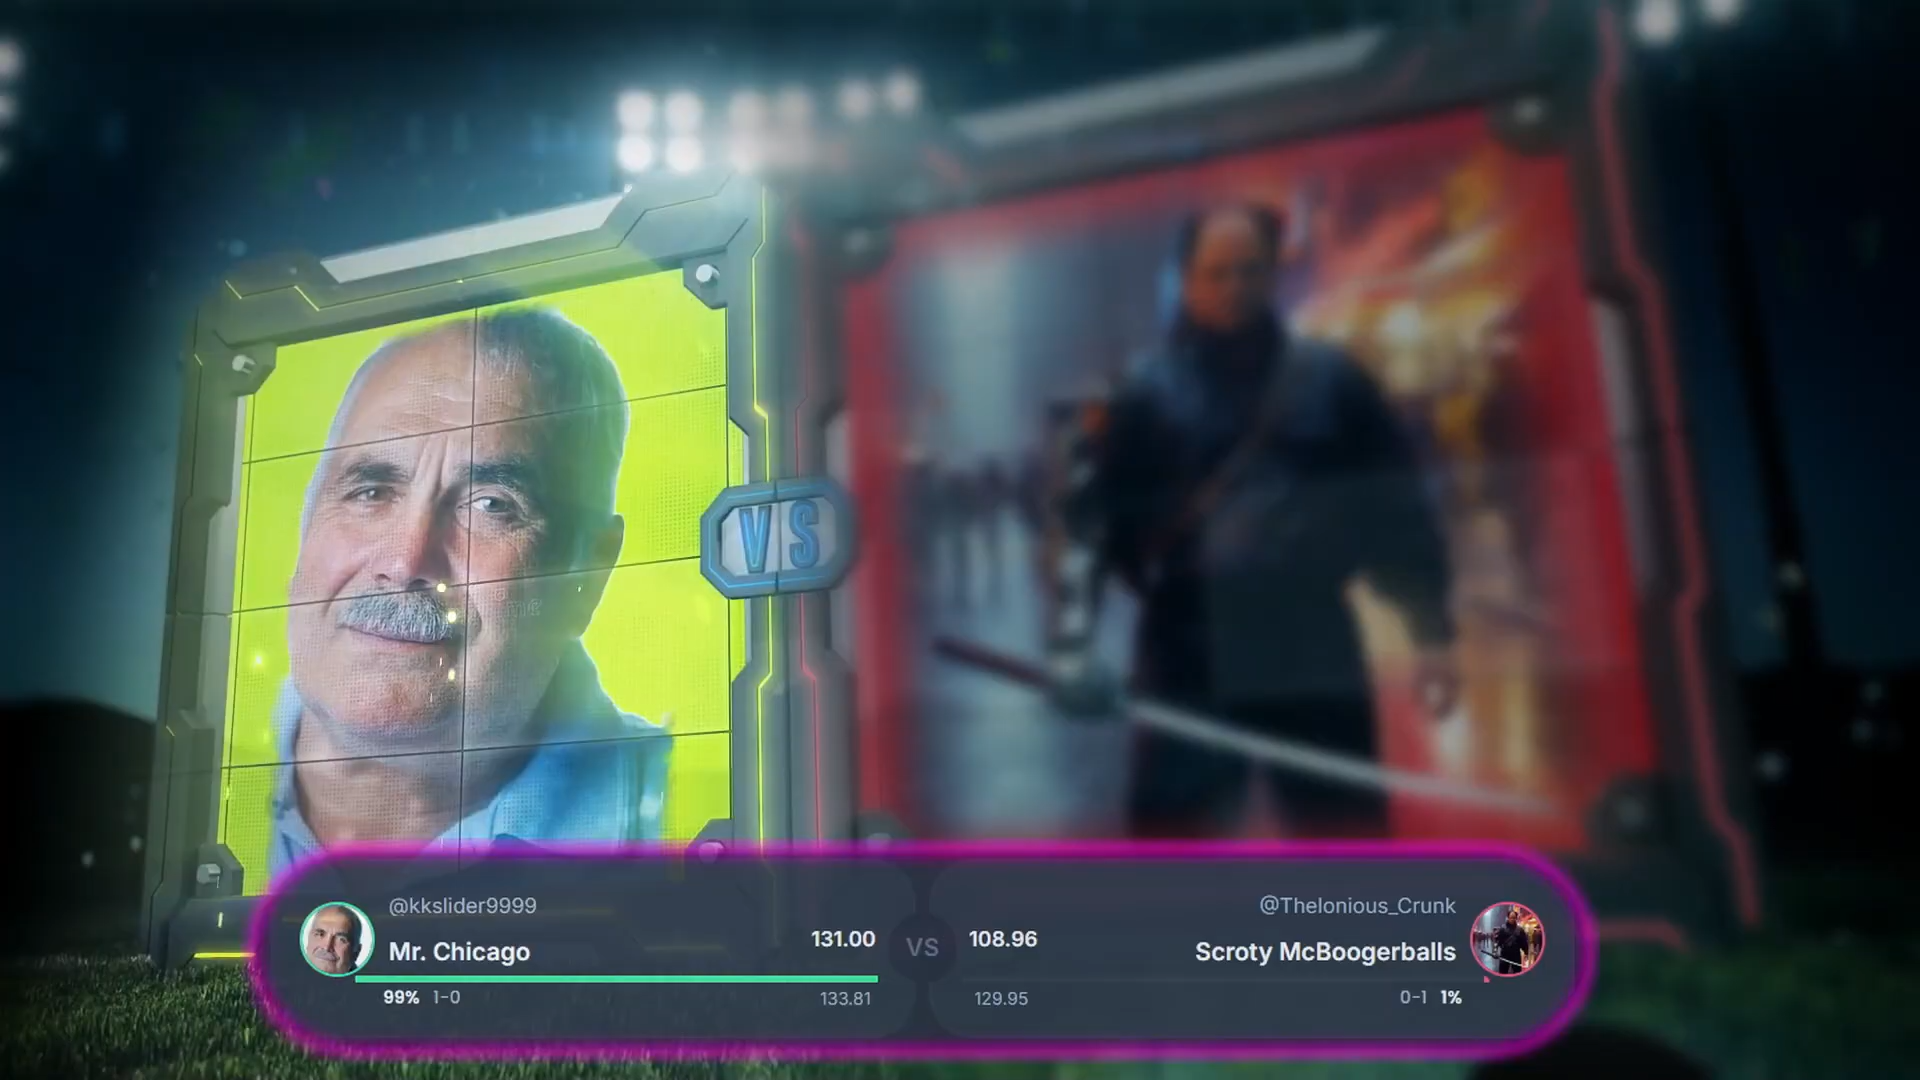 VS
@kkslider9999
Mr. Chicago
131.00
99% 1-0
133.81
VS
@Thelonious_Crunk
108.96
Scroty McBoogerballs
129.95
0-1 1%